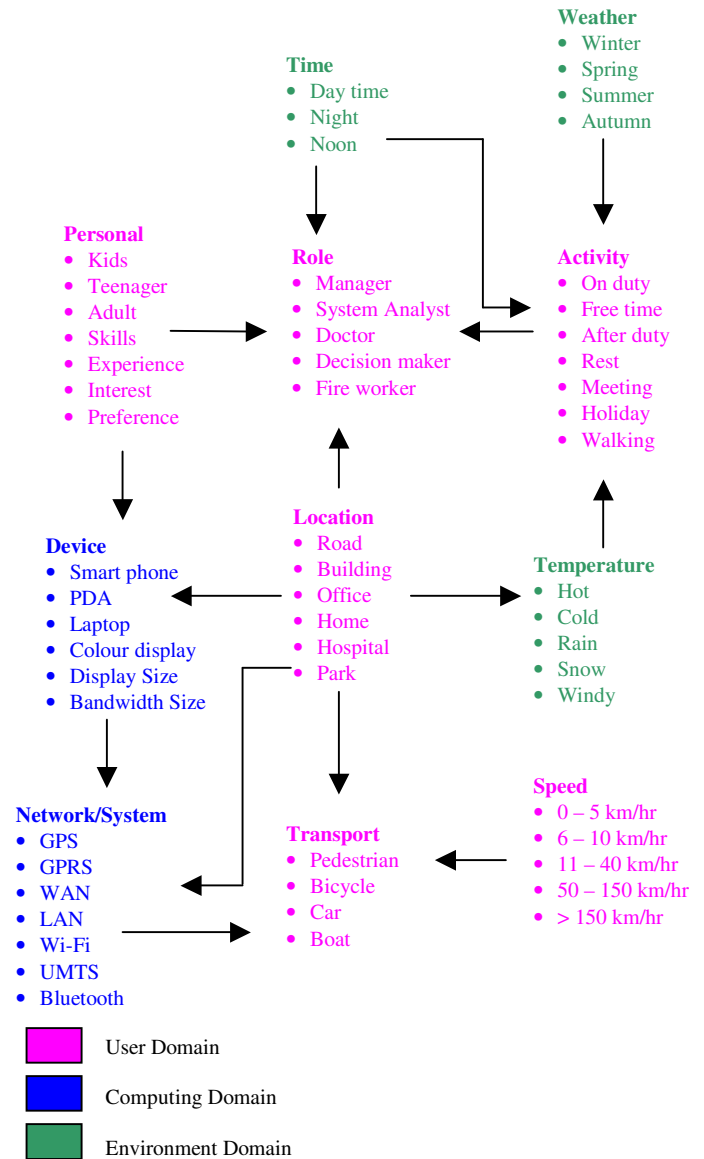 Weather
• Winter
• Spring
• Summer
• Autumn
Time
• Day time
• Night
• Noon
Personal
• Kids
• Teenager
• Adult
• Skills
• Experience
• Interest
• Preference
Role
• Manager
• System Analyst
• Doctor
• Decision maker
• Fire worker
Activity
• On duty
• Free time
• After duty
• Rest
• Meeting
• Holiday
• Walking
Device
• Smart phone
• PDA
• Laptop
• Colour display
• Display Size
• Bandwidth Size
Location
• Road
• Building
• Office
• Home
• Hospital
• Park
Temperature
• Hot
• Cold
• Rain
• Snow
• Windy
Network/System
• GPS
• GPRS
• WAN
• LAN
• Wi-Fi
• UMTS
• Bluetooth
Transport
• Pedestrian
• Bicycle
• Car
• Boat
Speed
• 0 – 5 km/hr
• 6 – 10 km/hr
• 11 – 40 km/hr
• 50 – 150 km/hr
• > 150 km/hr
User Domain
Computing Domain
Environment Domain